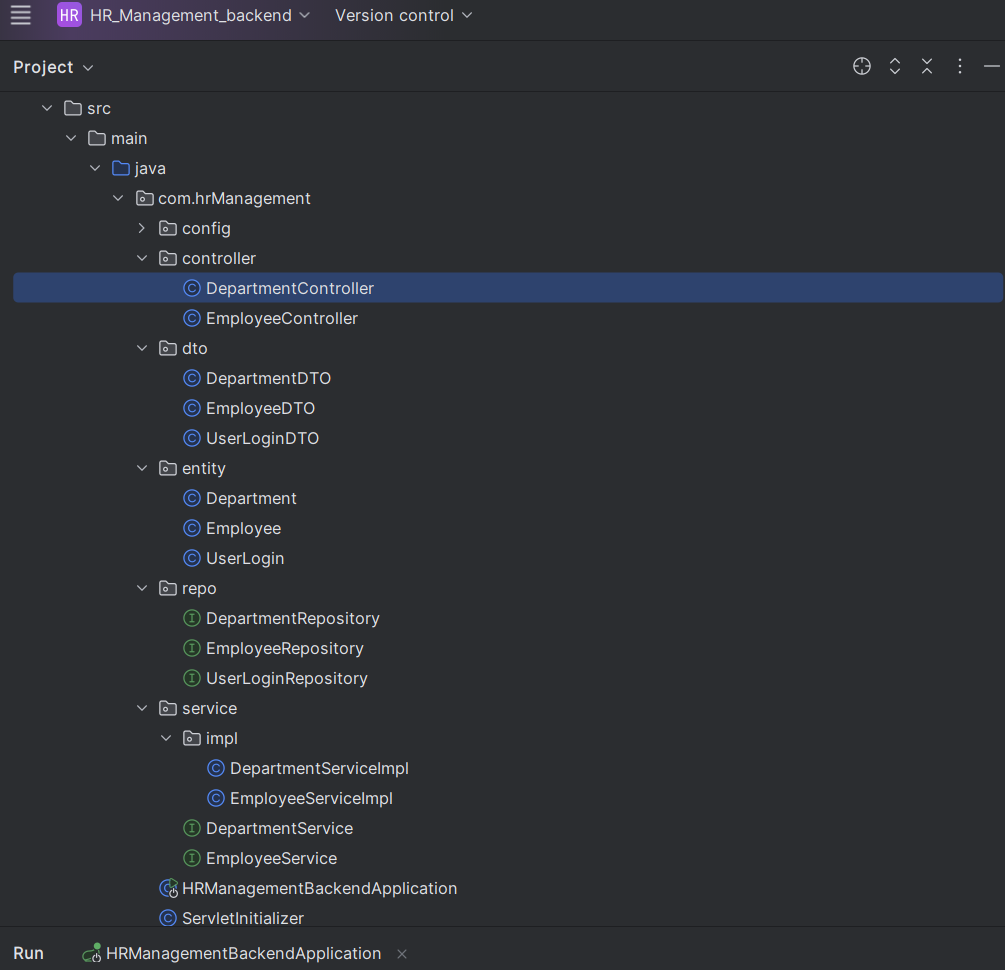 HR HR_Management_backend Version control
Project
src
main
java
com.hrManagement
config
controller
DepartmentController
EmployeeController
dto
DepartmentDTO
EmployeeDTO
UserLoginDTO
entity
Department
Employee
UserLogin
repo
DepartmentRepository
EmployeeRepository
UserLoginRepository
service
impl
DepartmentServiceImpl
EmployeeServiceImpl
DepartmentService
EmployeeService
HRManagementBackendApplication
ServletInitializer
Run HRManagementBackendApplication